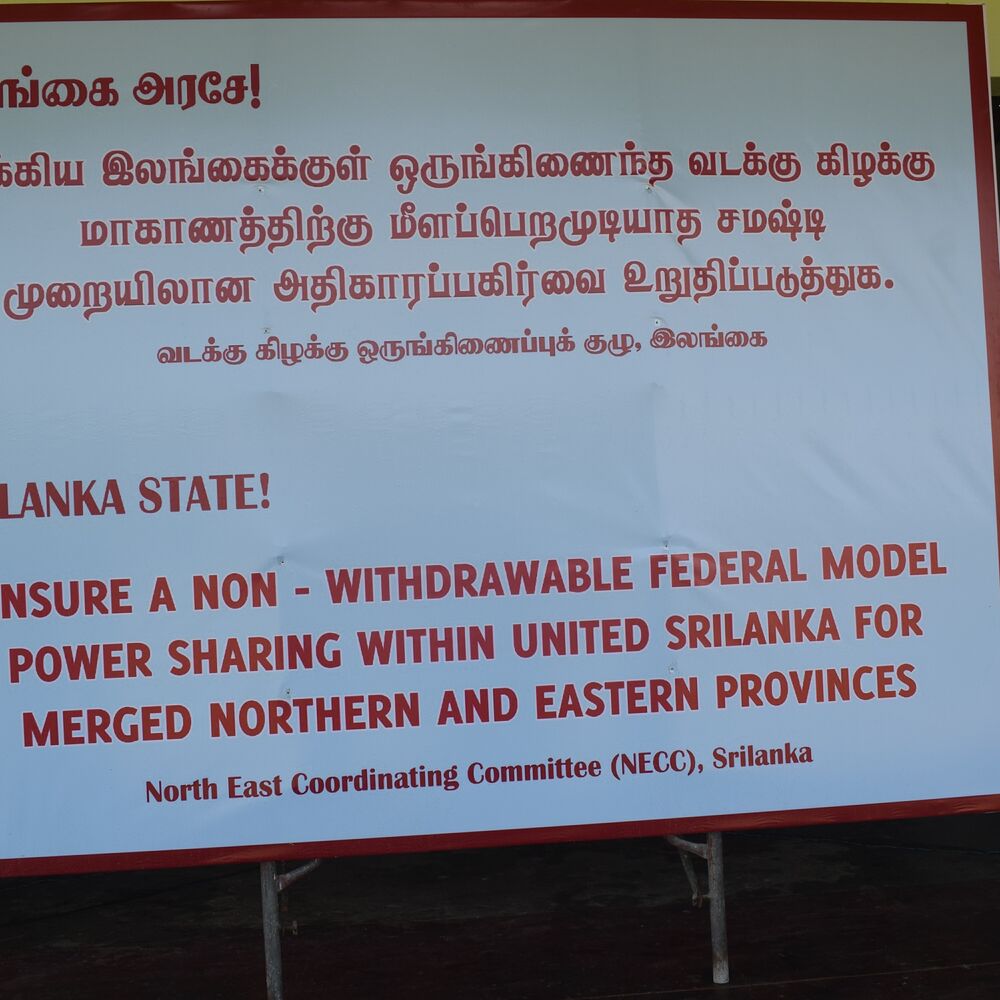 ங்கை அரசே!
க்கிய இலங்கைக்குள் ஒருங்கிணைந்த வடக்கு கிழக்கு
மாகாணத்திற்கு மீளப்பெறமுடியாத சமஷ்டி
முறையிலான அதிகாரப்பகிர்வை உறுதிப்படுத்துக.
வடக்கு கிழக்கு ஒருங்கிணைப்புக் குழு, இலங்கை
LANKA STATE!
NSURE A NON - WITHDRAWABLE FEDERAL MODEL
POWER SHARING WITHIN UNITED SRILANKA FOR
MERGED NORTHERN AND EASTERN PROVINCES
North East Coordinating Committee (NECC), Srilanka